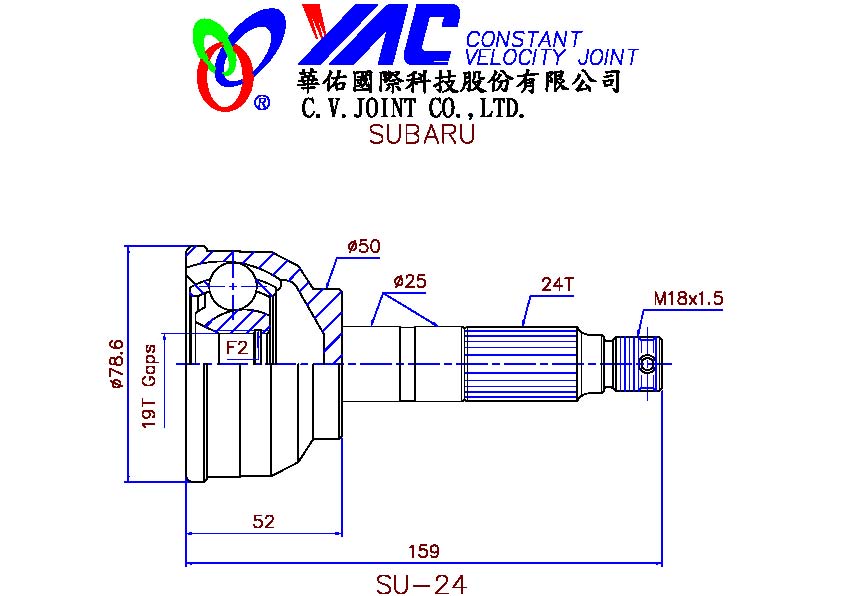 YAC CONSTANT
VELOCITY JOINT
®
華佑國際科技股份有限公司
C.V.JOINT CO.,LTD.
SUBARU
ø50
ø25
24T
M18x1.5
ø78.6
19T Gaps
F2
52
159
SU-24